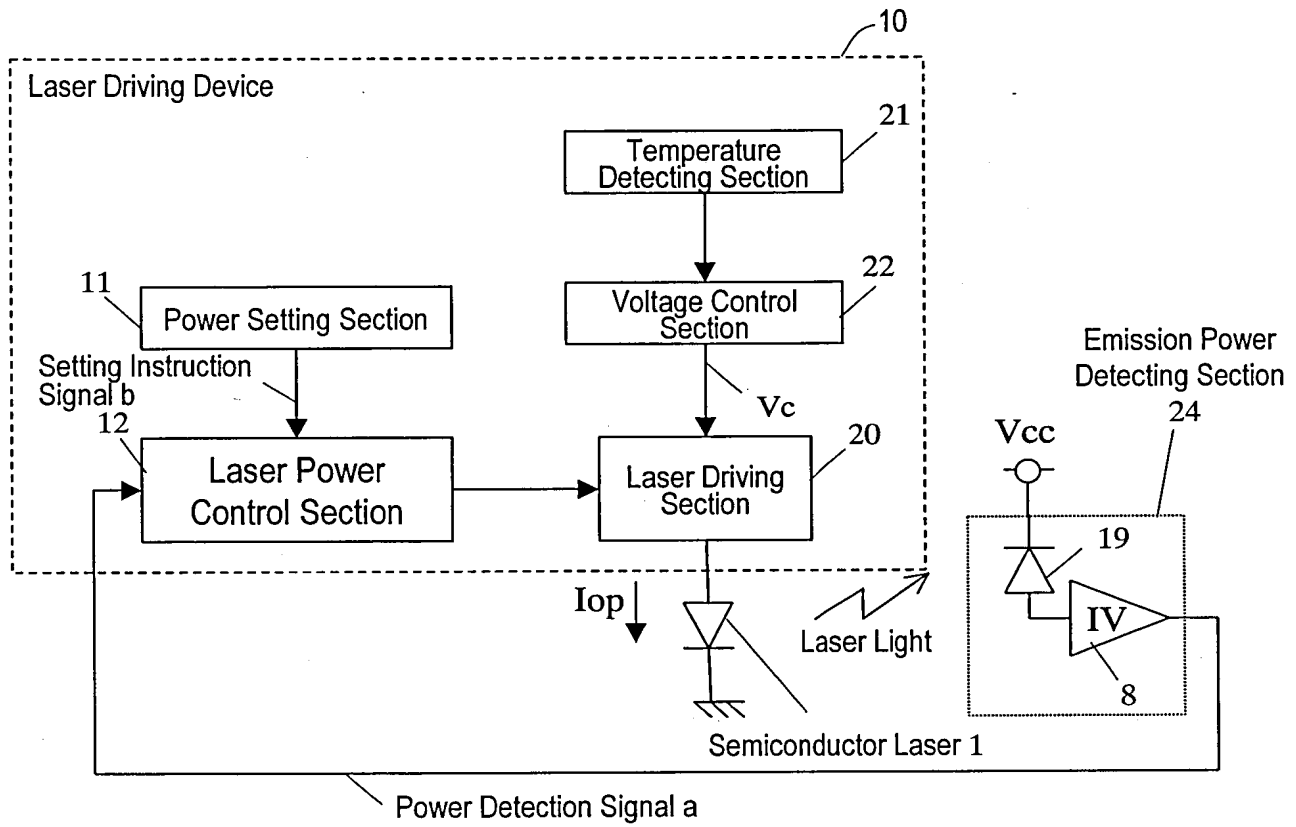 10
Laser Driving Device
21
Temperature
Detecting Section
11
Power Setting Section
22
Voltage Control
Section
Emission Power
Detecting Section
24
Setting Instruction
Signal b
Vc
Vcc
12
Laser Power
Control Section
20
Laser Driving
Section
19
Iop
IV
Laser Light
8
Semiconductor Laser 1
Power Detection Signal a